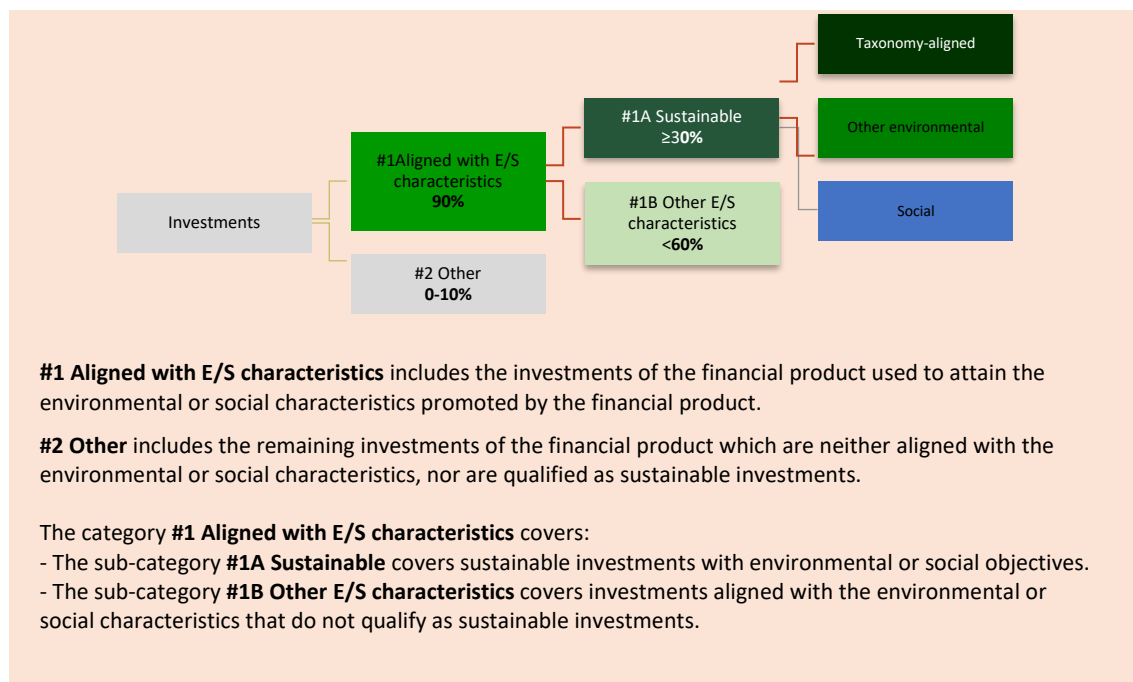 Taxonomy-aligned
#1A Sustainable
≥30%
Other environmental
#1Aligned with E/S
characteristics
90%
#1B Other E/S
characteristics
<60%
Social
Investments
#2 Other
0-10%
#1 Aligned with E/S characteristics includes the investments of the financial product used to attain the
environmental or social characteristics promoted by the financial product.
#2 Other includes the remaining investments of the financial product which are neither aligned with the
environmental or social characteristics, nor are qualified as sustainable investments.
The category #1 Aligned with E/S characteristics covers:
- The sub-category #1A Sustainable covers sustainable investments with environmental or social objectives.
- The sub-category #1B Other E/S characteristics covers investments aligned with the environmental or
social characteristics that do not qualify as sustainable investments.